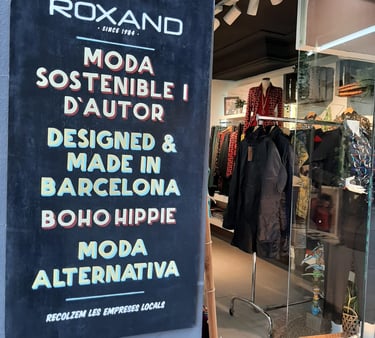 ROXAND
· SINCE 1984 ·
MODA
SOSTENIBLE I
D'AUTOR
DESIGNED &
MADE IN
BARCELONA
BOHO HIPPIE
MODA
ALTERNATIVA
RECOLZEM LES EMPRESES LOCALS